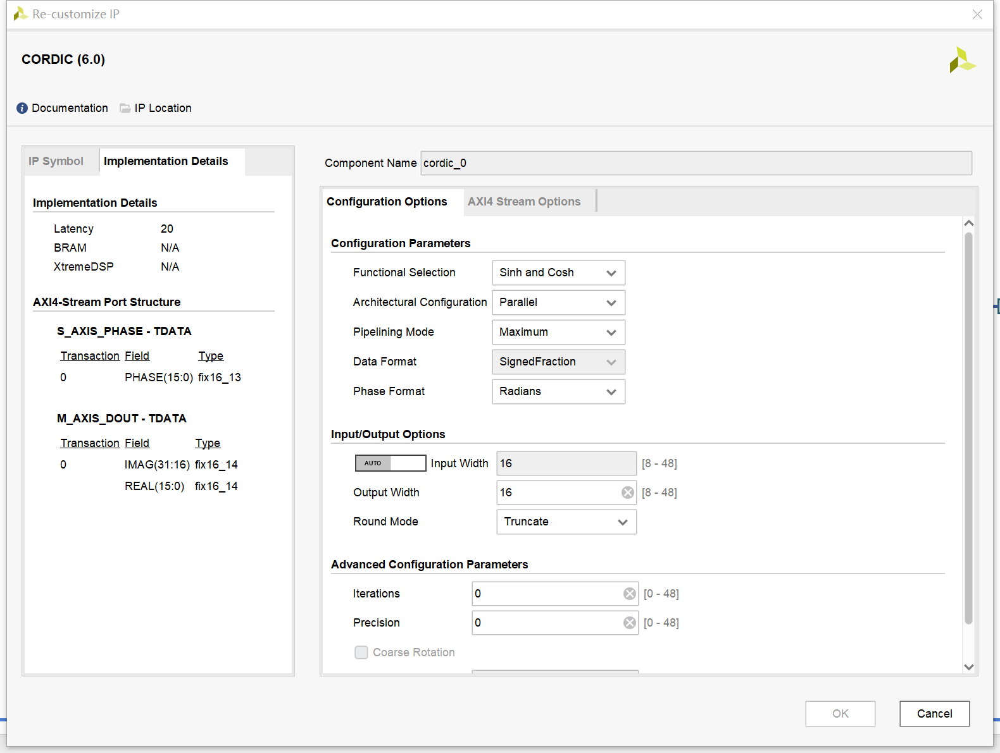 Re-customize IP
CORDIC (6.0)
Documentation IP Location
IP Symbol Implementation Details
Implementation Details
Latency 20
BRAM N/A
XtremeDSP N/A
AXI4-Stream Port Structure
S_AXIS_PHASE - TDATA
Transaction Field Type
0 PHASE(15:0) fix16_13
M_AXIS_DOUT - TDATA
Transaction Field Type
0 IMAG(31:16) fix16_14
REAL(15:0) fix16_14
Component Name cordic_0
Configuration Options AXI4 Stream Options
Configuration Parameters
Functional Selection Sinh and Cosh
Architectural Configuration Parallel
Pipelining Mode Maximum
Data Format SignedFraction
Phase Format Radians
Input/Output Options
AUTO Input Width 16 [8 - 48]
Output Width 16 [8 - 48]
Round Mode Truncate
Advanced Configuration Parameters
Iterations 0 [0 - 48]
Precision 0 [0 - 48]
Coarse Rotation
OK Cancel